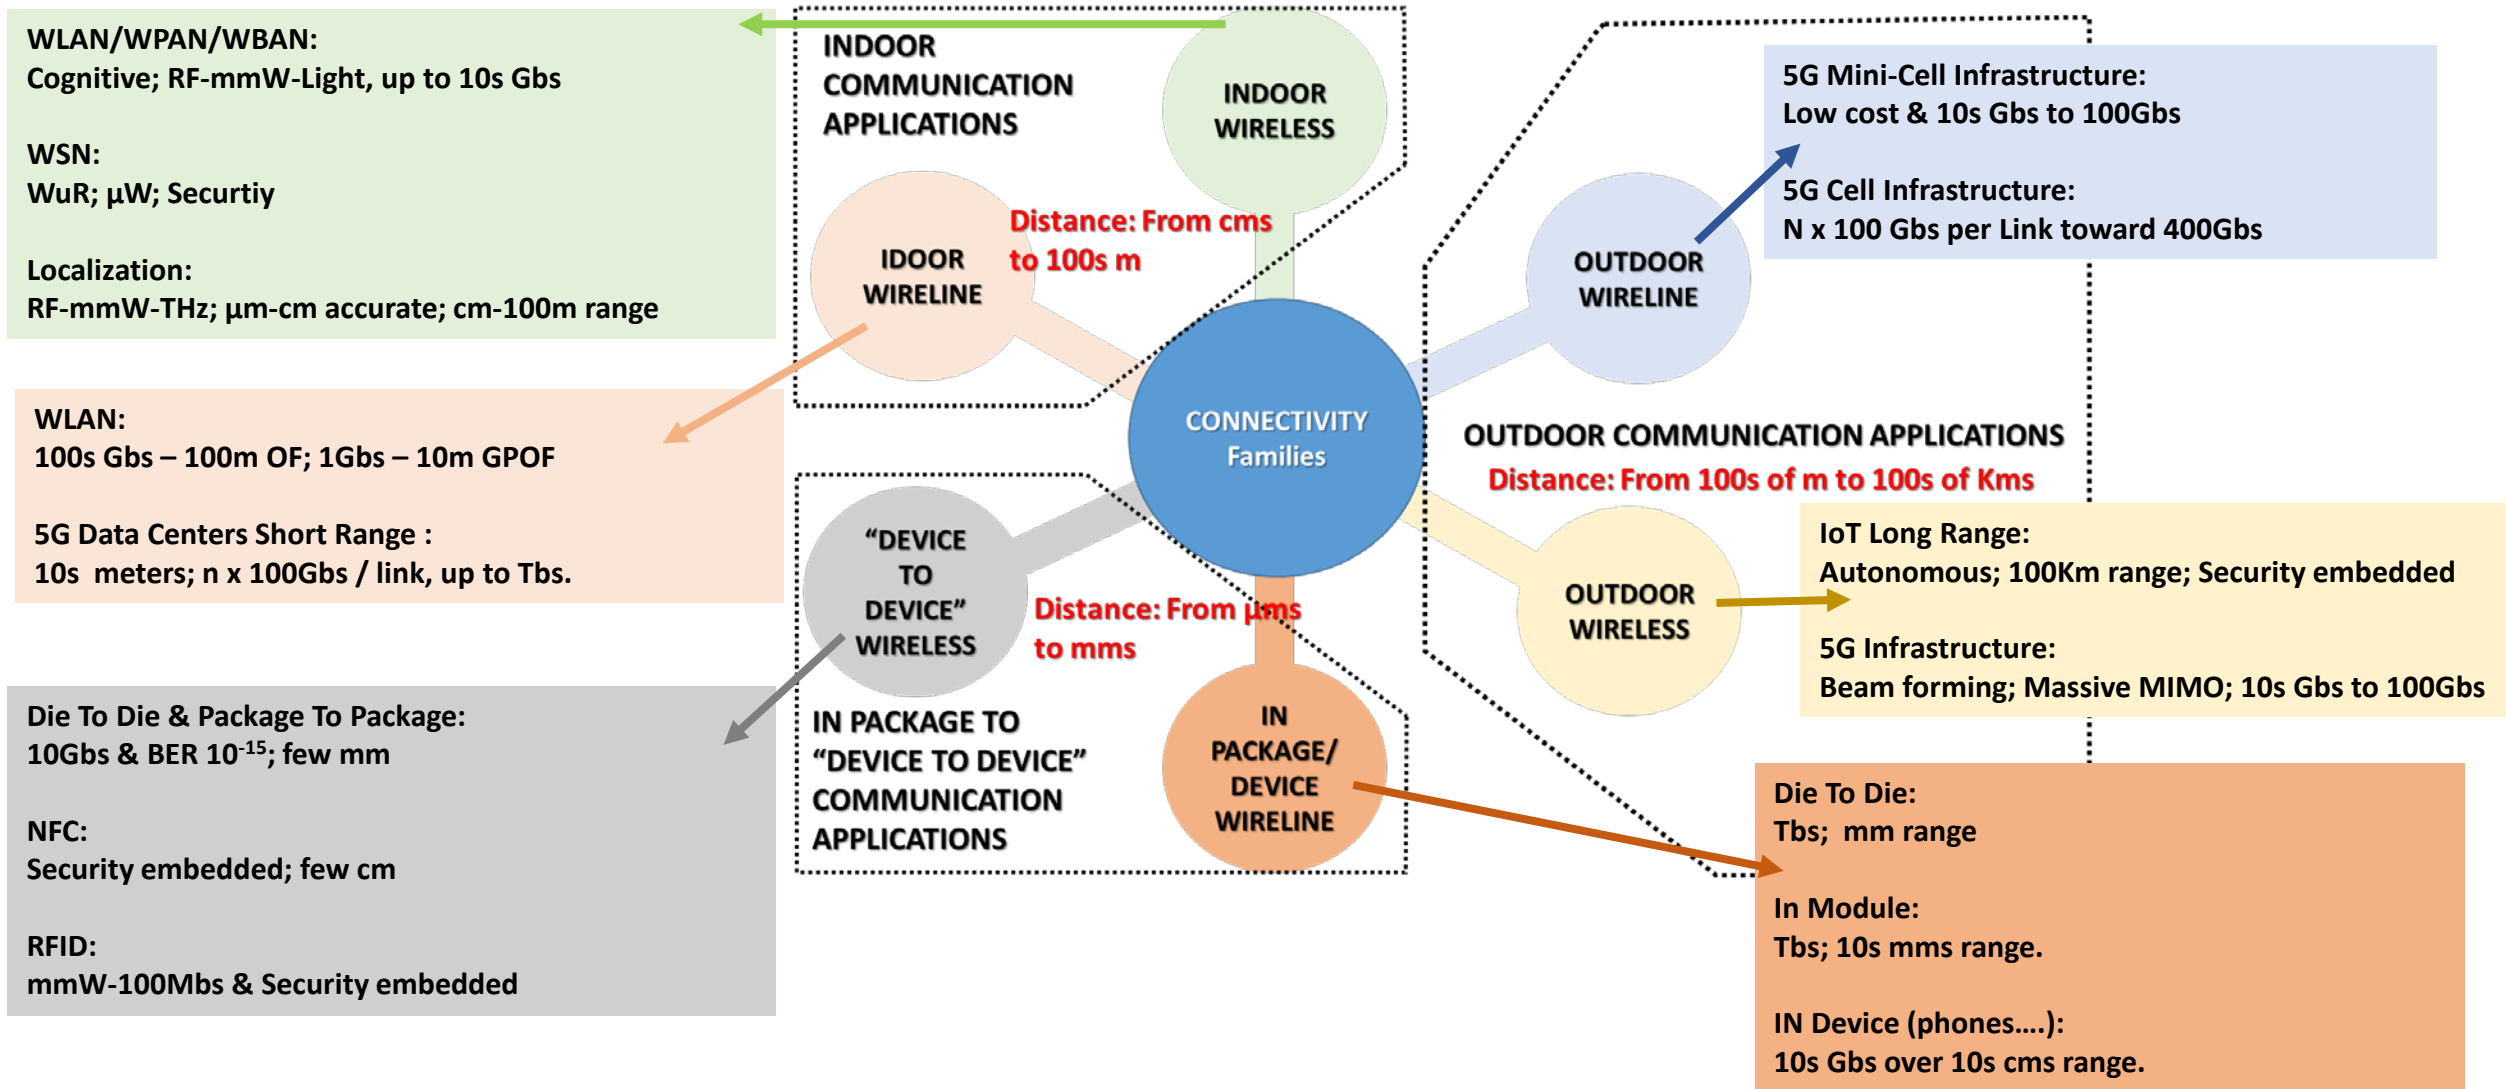 WLAN/WPAN/WBAN:
Cognitive; RF-mmW-Light, up to 10s Gbs
WSN:
WuR; µW; Securtiy
Localization:
RF-mmW-THz; µm-cm accurate; cm-100m range
WLAN:
100s Gbs – 100m OF; 1Gbs – 10m GPOF
5G Data Centers Short Range :
10s meters; n x 100Gbs / link, up to Tbs.
Die To Die & Package To Package:
10Gbs & BER 10⁻¹⁵; few mm
NFC:
Security embedded; few cm
RFID:
mmW-100Mbs & Security embedded
INDOOR
COMMUNICATION
APPLICATIONS
INDOOR
WIRELESS
Distance: From cms
to 100s m
IDOOR
WIRELINE
CONNECTIVITY
Families
“DEVICE
TO
DEVICE”
WIRELESS
Distance: From µms
to mms
IN PACKAGE TO
“DEVICE TO DEVICE”
COMMUNICATION
APPLICATIONS
IN
PACKAGE/
DEVICE
WIRELINE
OUTDOOR
WIRELINE
OUTDOOR COMMUNICATION APPLICATIONS
Distance: From 100s of m to 100s of Kms
OUTDOOR
WIRELESS
5G Mini-Cell Infrastructure:
Low cost & 10s Gbs to 100Gbs
5G Cell Infrastructure:
N x 100 Gbs per Link toward 400Gbs
IoT Long Range:
Autonomous; 100Km range; Security embedded
5G Infrastructure:
Beam forming; Massive MIMO; 10s Gbs to 100Gbs
Die To Die:
Tbs; mm range
In Module:
Tbs; 10s mms range.
IN Device (phones....):
10s Gbs over 10s cms range.